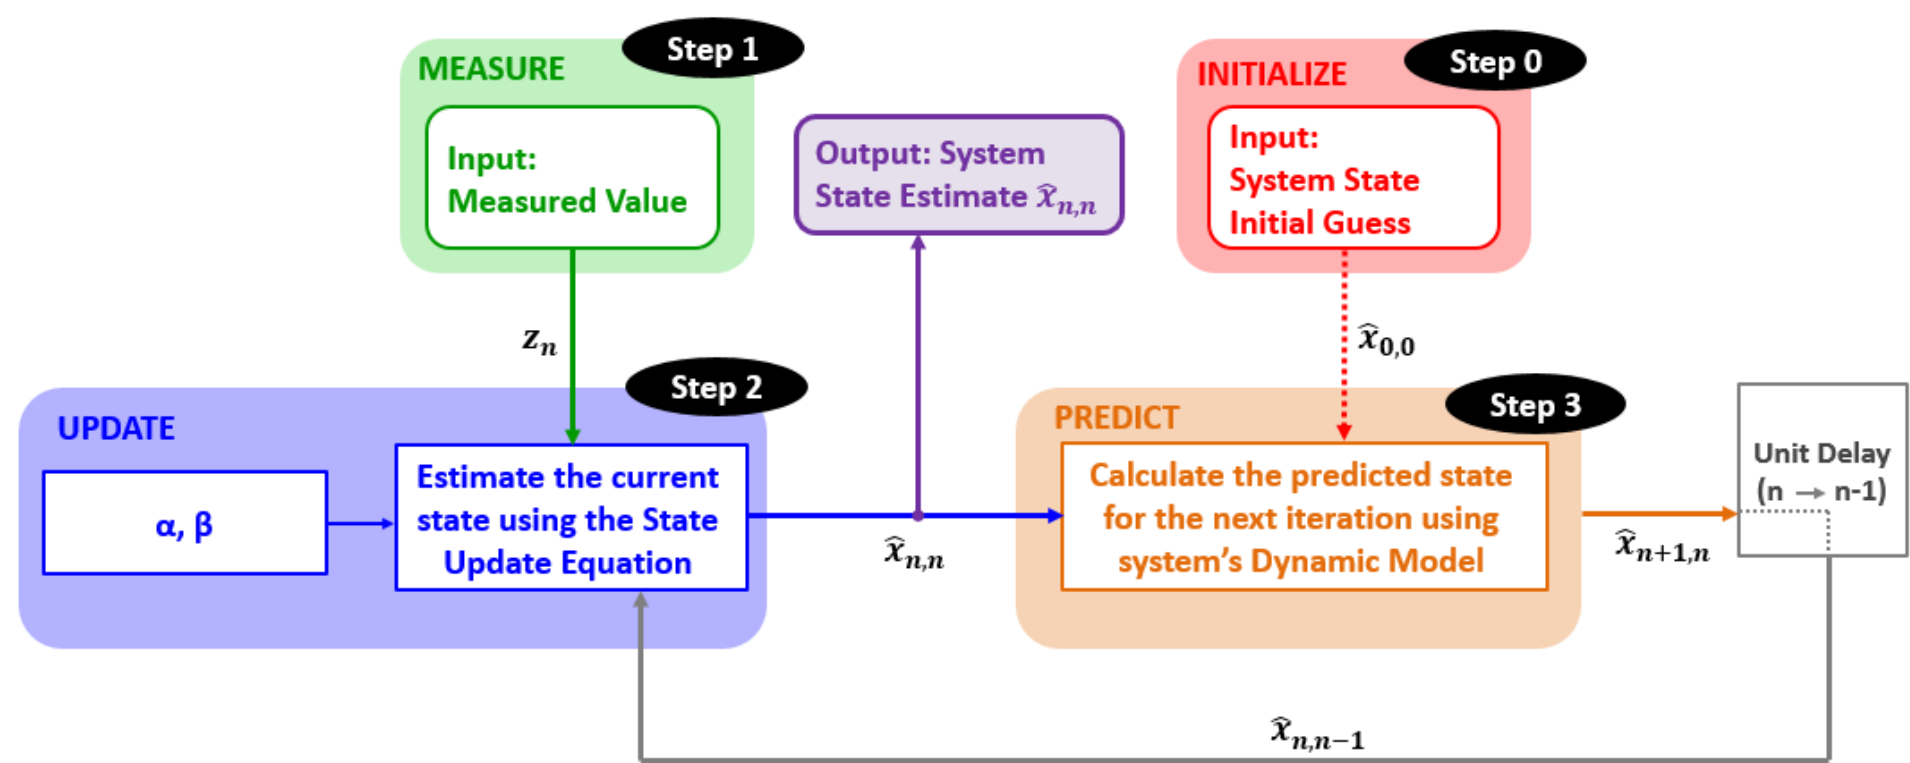 Step 1
MEASURE
Input:
Measured Value
Step 0
INITIALIZE
Input:
System State
Initial Guess
Output: System
State Estimate x̂n,n
zn
x̂0,0
Step 2
UPDATE
α, β
Estimate the current
state using the State
Update Equation
x̂n,n
Step 3
PREDICT
Calculate the predicted state
for the next iteration using
system's Dynamic Model
x̂n+1,n
Unit Delay
(n → n-1)
x̂n,n−1